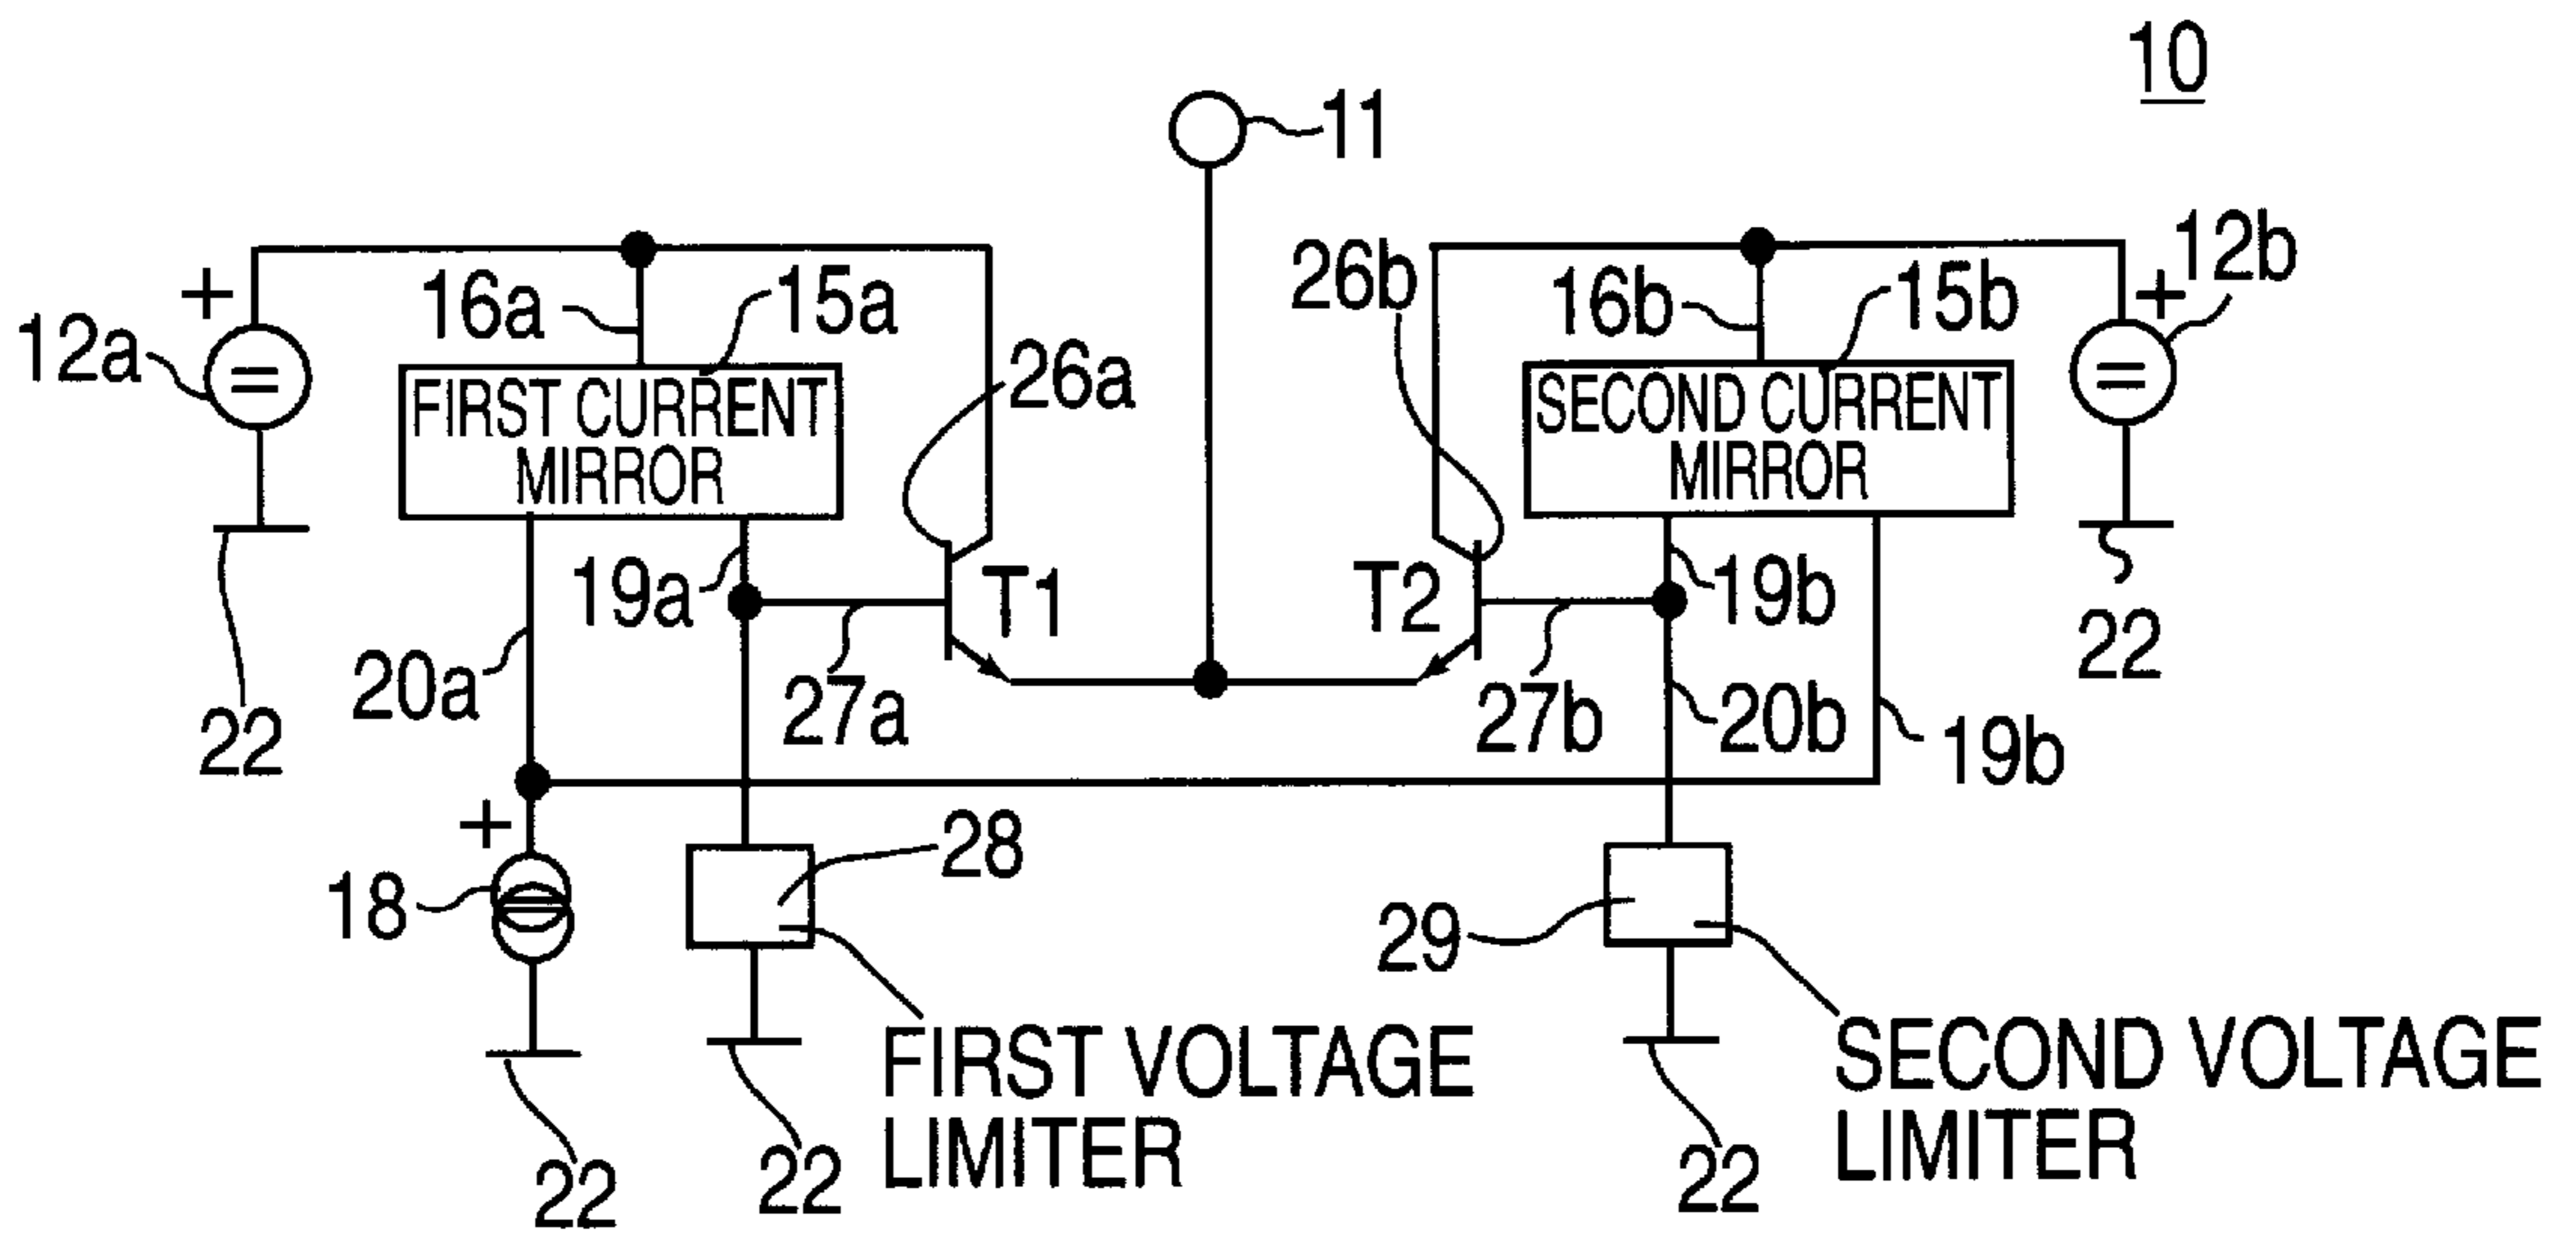 10
11
12b
+
16a
15a
26b
16b
15b
+
12a
26a
FIRST CURRENT
MIRROR
SECOND CURRENT
MIRROR
=
=
19a
T1
T2
19b
22
20a
27a
27b
20b
19b
22
+
28
18
29
FIRST VOLTAGE
LIMITER
SECOND VOLTAGE
LIMITER
22
22
22